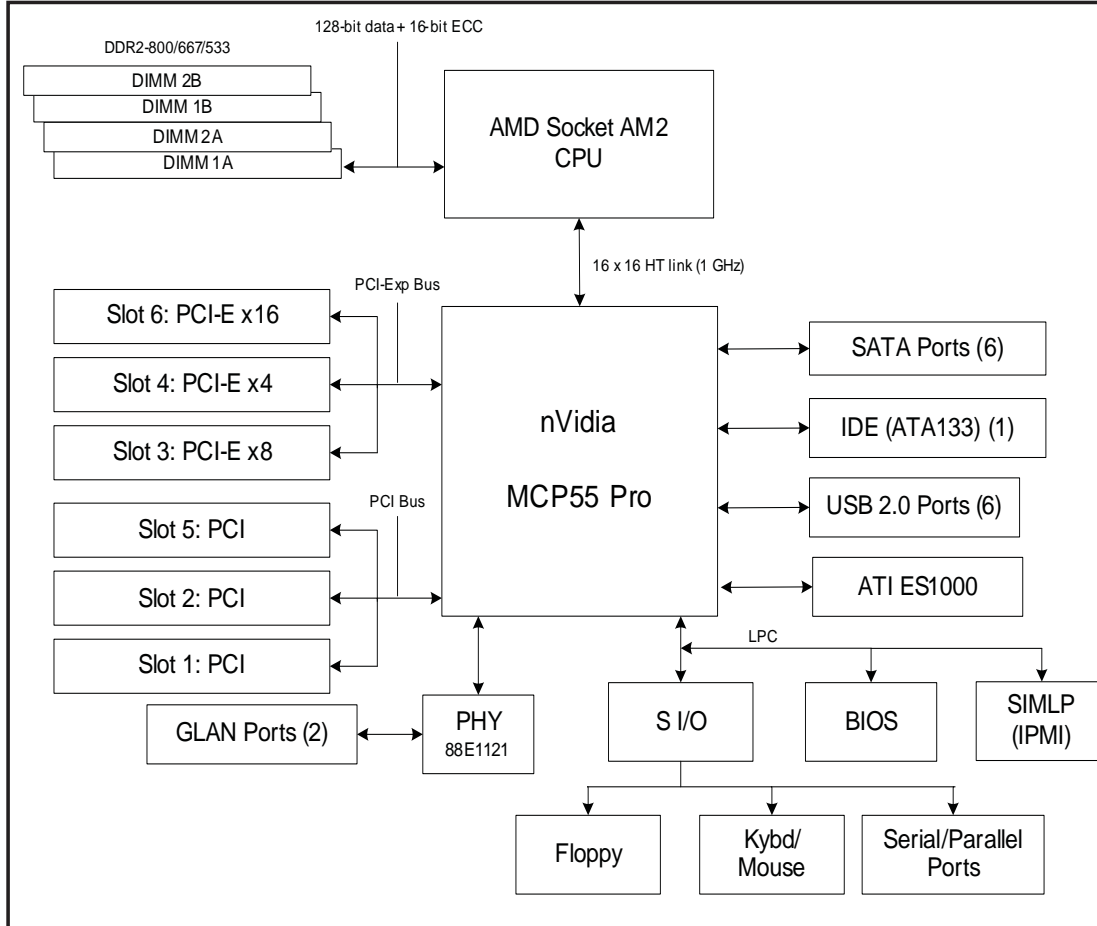 128-bit data + 16-bit ECC
DDR2-800/667/533
DIMM 2B
DIMM 1B
DIMM 2A
DIMM 1A
AMD Socket AM2
CPU
16 x 16 HT link (1 GHz)
PCI-Exp Bus
Slot 6: PCI-E x16
Slot 4: PCI-E x4
Slot 3: PCI-E x8
PCI Bus
Slot 5: PCI
Slot 2: PCI
Slot 1: PCI
nVidia
MCP55 Pro
SATA Ports (6)
IDE (ATA133) (1)
USB 2.0 Ports (6)
ATI ES1000
LPC
GLAN Ports (2)
PHY
88E1121
S I/O
BIOS
SIMLP
(IPMI)
Floppy
Kybd/
Mouse
Serial/Parallel
Ports